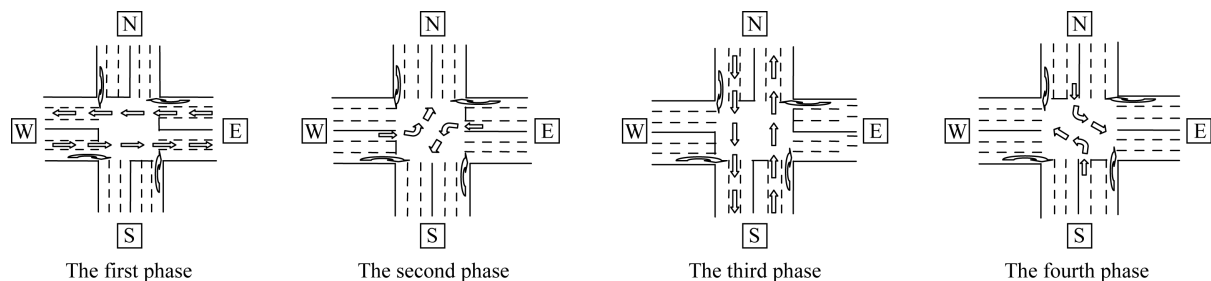 N
W
E
S
The first phase
N
W
E
S
The second phase
N
W
E
S
The third phase
N
W
E
S
The fourth phase